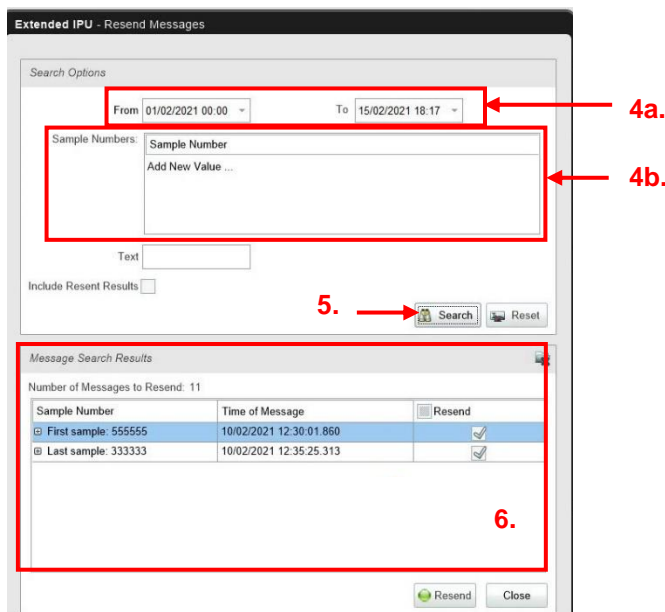 Extended IPU - Resend Messages
Search Options
From 01/02/2021 00:00 To 15/02/2021 18:17
4a.
Sample Numbers: Sample Number
Add New Value ...
4b.
Text
Include Resent Results
5. Search Reset
Message Search Results
Number of Messages to Resend: 11
Sample Number Time of Message Resend
First sample: 555555 10/02/2021 12:30:01.860
Last sample: 333333 10/02/2021 12:35:25.313
6.
Resend Close